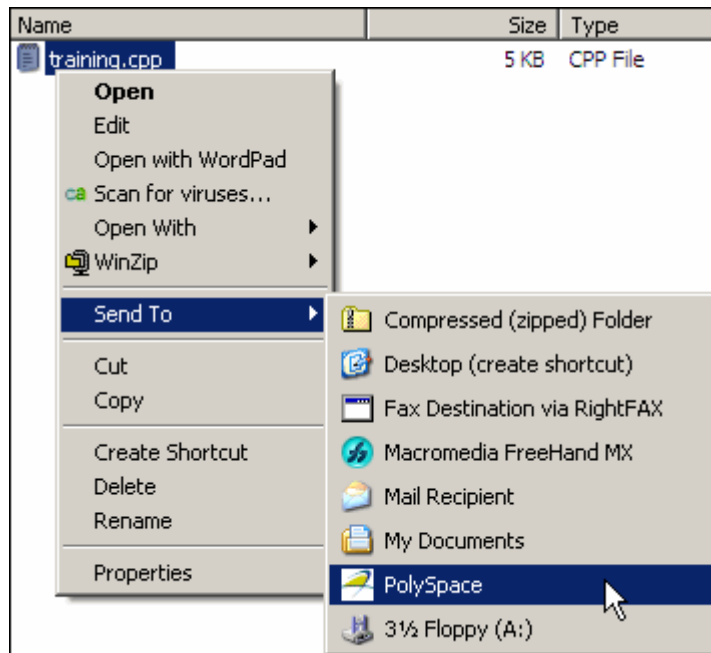 Name Size Type
training.cpp 5 KB CPP File
Open
Edit
Open with WordPad
ca Scan for viruses...
Open With
WinZip
Send To
Cut
Copy
Create Shortcut
Delete
Rename
Properties
Compressed (zipped) Folder
Desktop (create shortcut)
Fax Destination via RightFAX
Macromedia FreeHand MX
Mail Recipient
My Documents
PolySpace
3½ Floppy (A:)